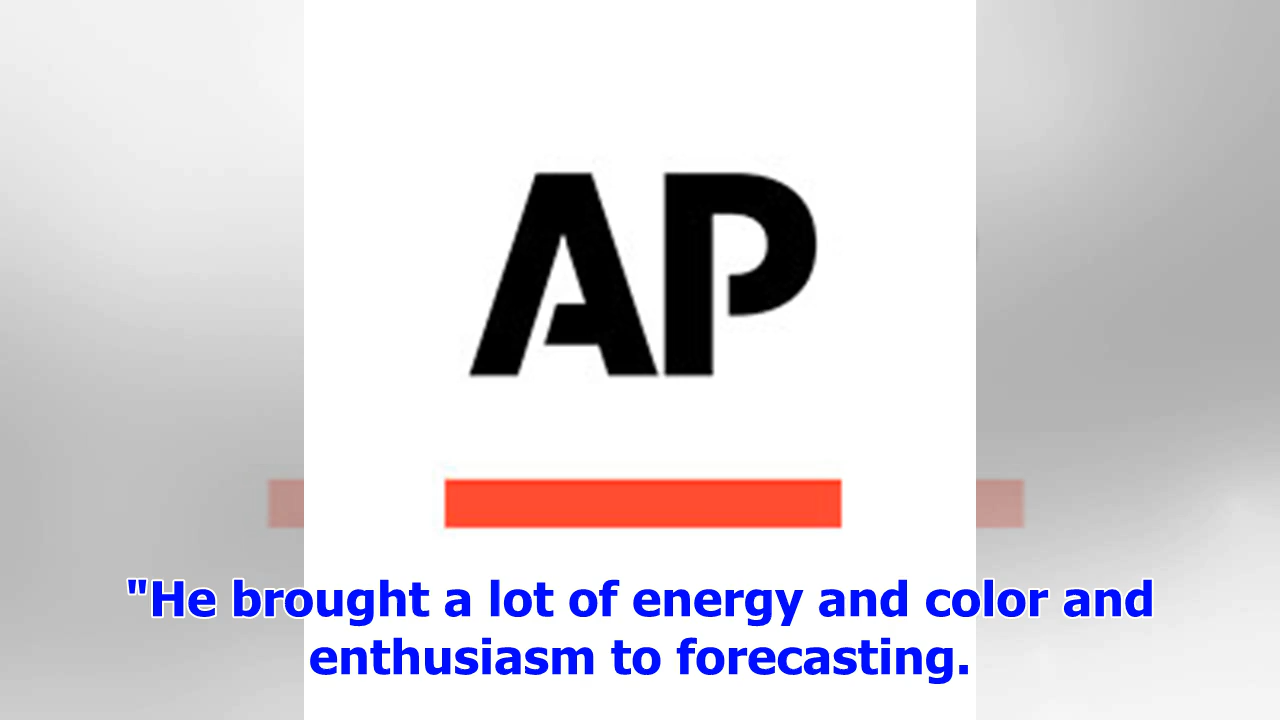 AP
"He brought a lot of energy and color and
enthusiasm to forecasting.